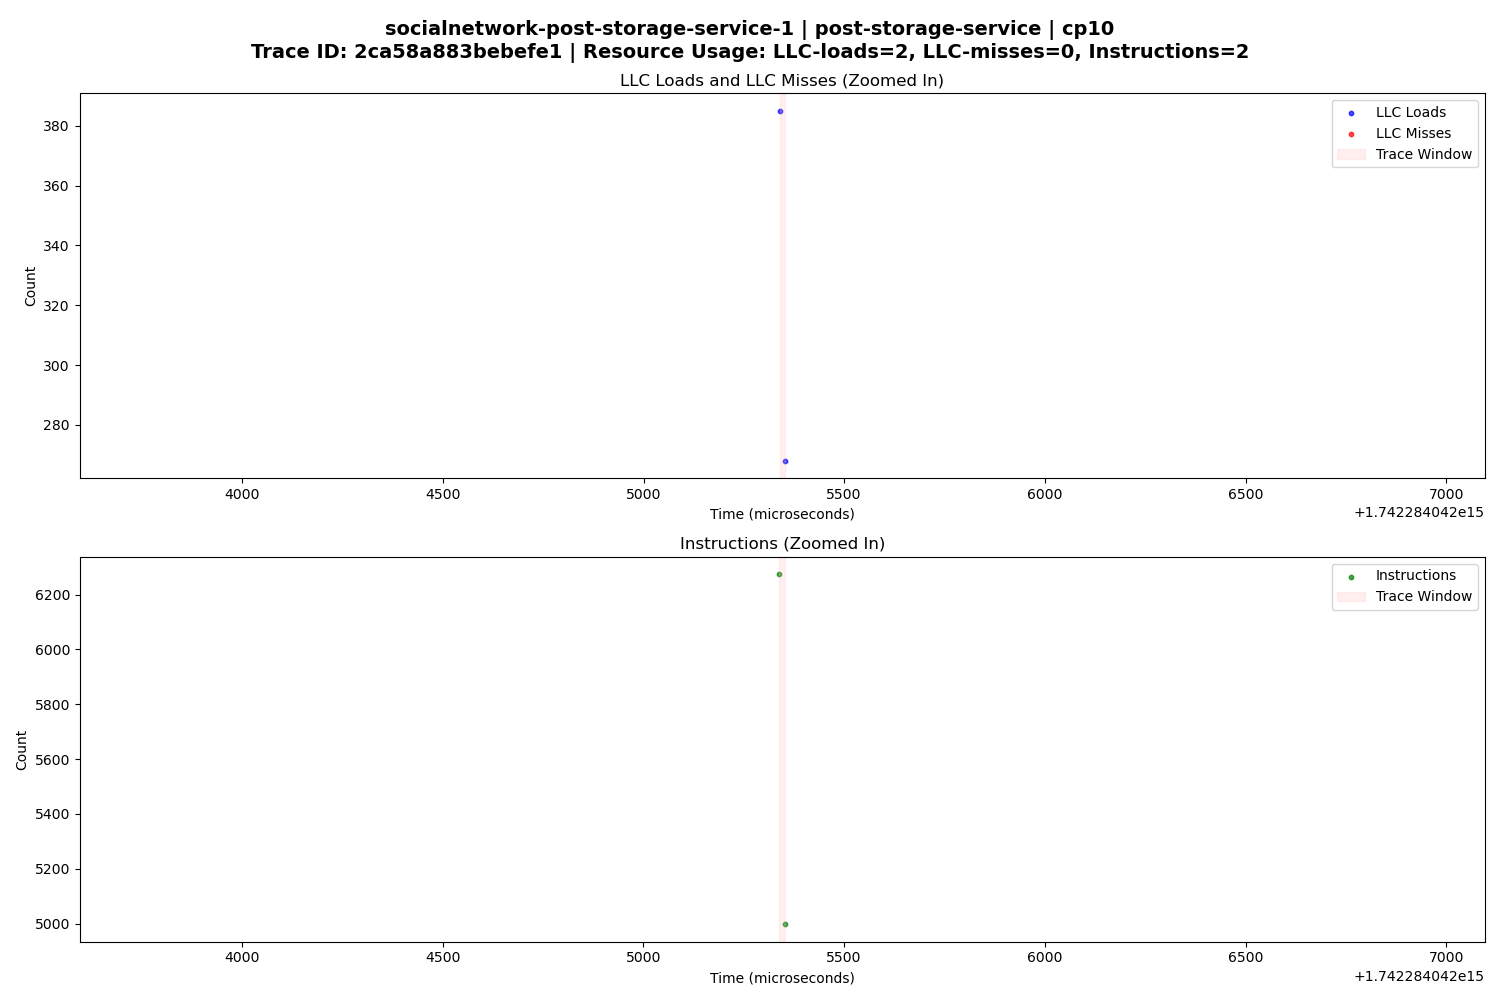 socialnetwork-post-storage-service-1 | post-storage-service | cp10
Trace ID: 2ca58a883bebefe1 | Resource Usage: LLC-loads=2, LLC-misses=0, Instructions=2
LLC Loads and LLC Misses (Zoomed In)
LLC Loads
LLC Misses
Trace Window
380
360
340
320
300
280
Count
4000 4500 5000 5500 6000 6500 7000
Time (microseconds)
+1.742284042e15
Instructions (Zoomed In)
Instructions
Trace Window
6200
6000
5800
5600
5400
5200
5000
Count
4000 4500 5000 5500 6000 6500 7000
Time (microseconds)
+1.742284042e15